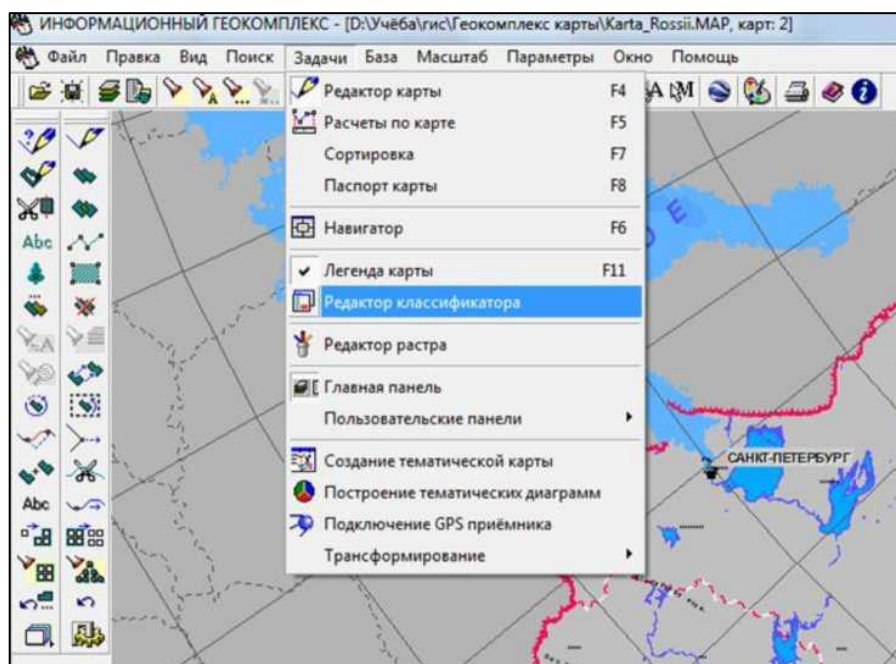 ИНФОРМАЦИОННЫЙ ГЕОКОМПЛЕКС - [D:\Учёба\гис\Геокомплекс карты\Karta_Rossii.MAP, карт: 2]
Файл Правка Вид Поиск Задачи База Масштаб Параметры Окно Помощь
Редактор карты F4
Расчеты по карте F5
Сортировка F7
Паспорт карты F8
Навигатор F6
Легенда карты F11
Редактор классификатора
Редактор растра
Главная панель
Пользовательские панели
Создание тематической карты
Построение тематических диаграмм
Подключение GPS приёмника
Трансформирование
Abc
Abc
САНКТ-ПЕТЕРБУРГ